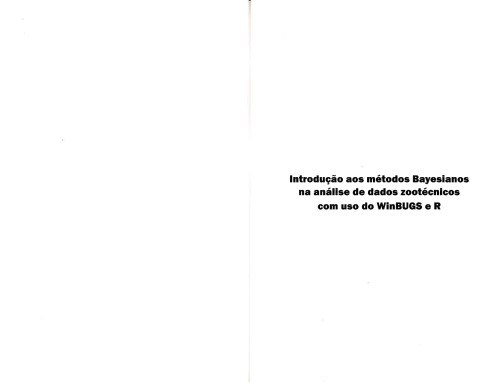 Introdução aos métodos Bayesianos
na análise de dados zootécnicos
com uso do WinBUGS e R